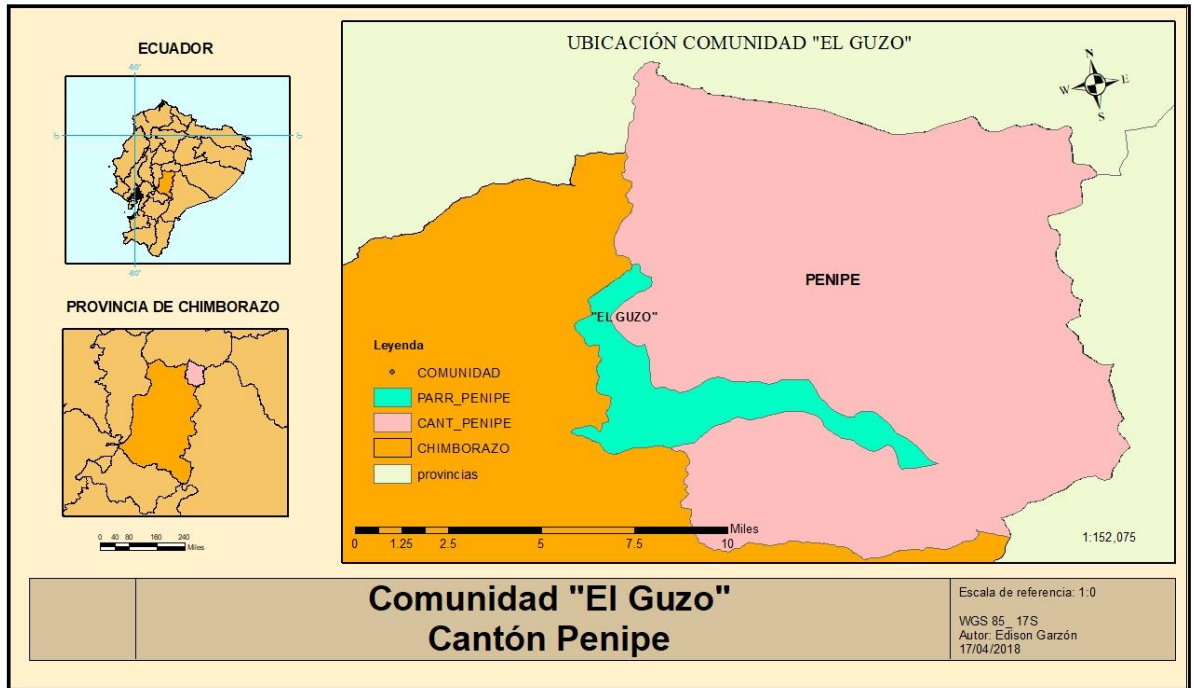 ECUADOR
-80°
0°
0°
-80°
PROVINCIA DE CHIMBORAZO
0 40 80 160 240
Miles
UBICACIÓN COMUNIDAD "EL GUZO"
N
W
E
S
PENIPE
"EL GUZO"
Leyenda
COMUNIDAD
PARR_PENIPE
CANT_PENIPE
CHIMBORAZO
provincias
Miles
0 1.25 2.5 5 7.5 10
1:152,075
Comunidad "El Guzo"
Cantón Penipe
Escala de referencia: 1:0
WGS 85_ 17S
Autor: Edison Garzón
17/04/2018